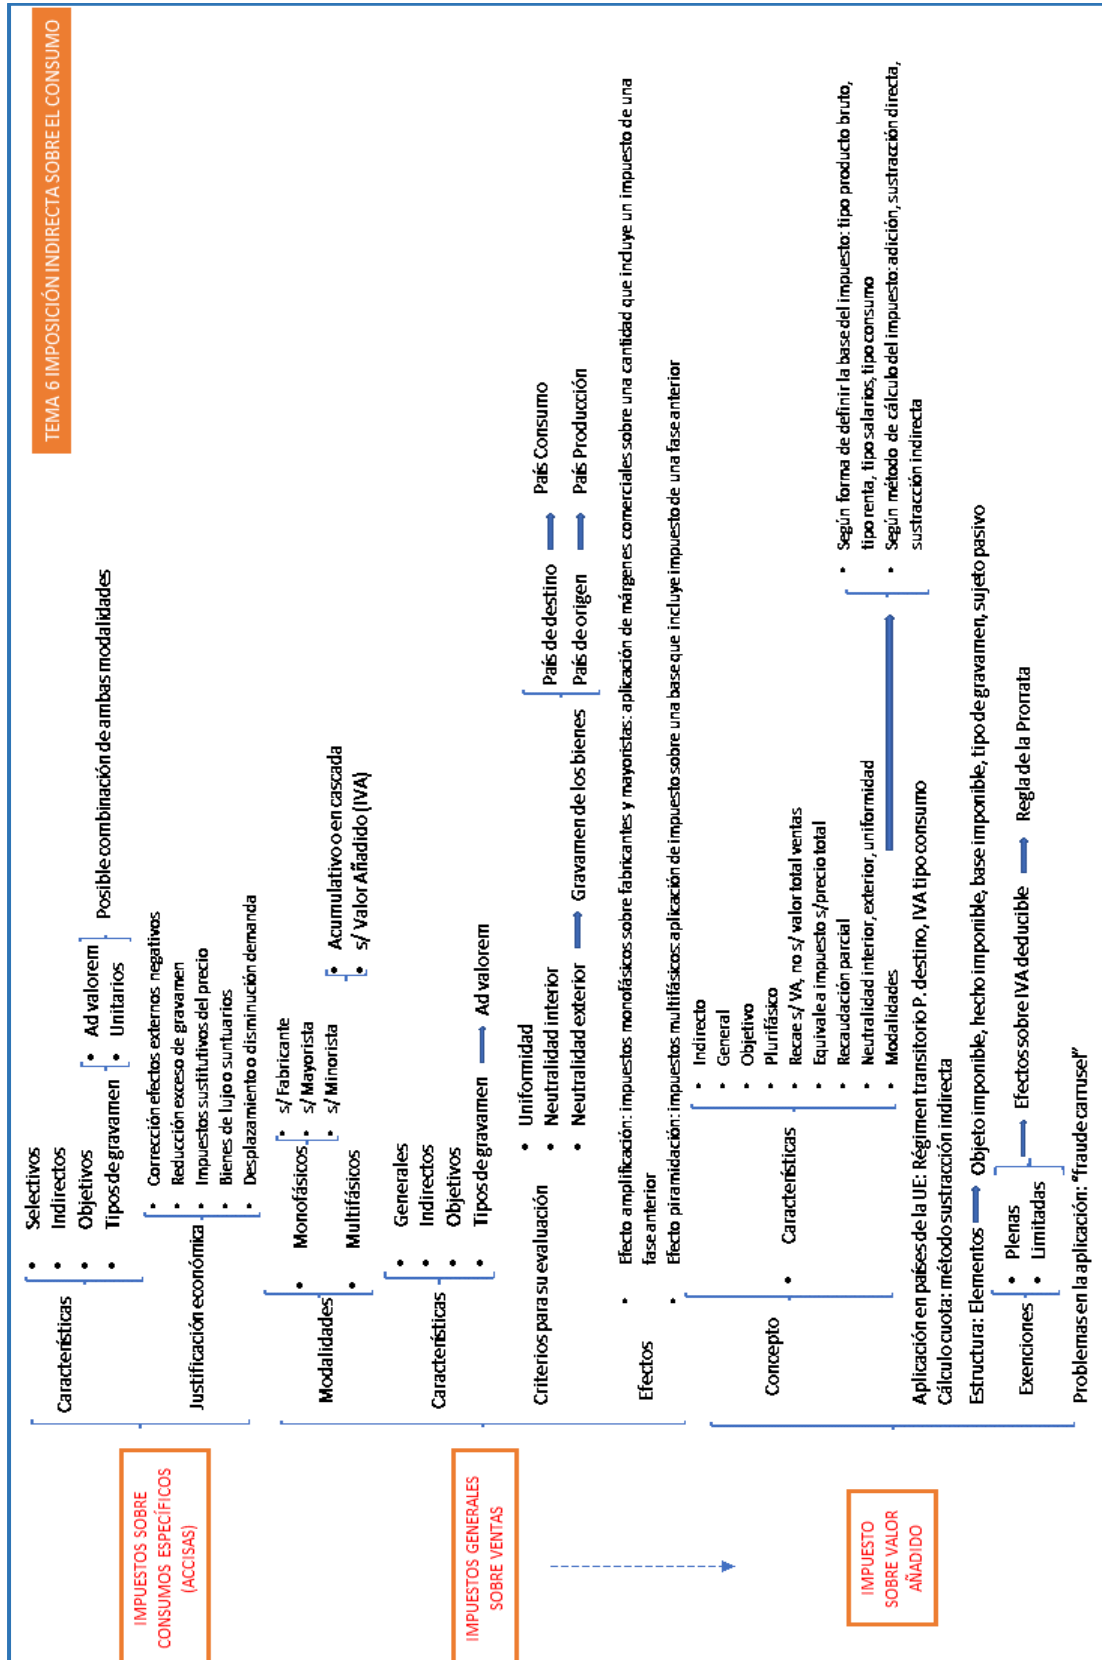 TEMA 6 IMPOSICIÓN INDIRECTA SOBRE EL CONSUMO
IMPUESTOS SOBRE
CONSUMOS ESPECÍFICOS
(ACCISAS)
Características
• Selectivos
• Indirectos
• Objetivos
• Tipos de gravamen
• Ad valorem
• Unitarios
Posible combinación de ambas modalidades
Justificación económica
• Corrección efectos externos negativos
• Reducción exceso de gravamen
• Impuestos sustitutivos del precio
• Bienes de lujo o suntuarios
• Desplazamiento o disminución demanda
IMPUESTOS GENERALES
SOBRE VENTAS
Modalidades
• Monofásicos
• s/ Fabricante
• s/ Mayorista
• s/ Minorista
• Multifásicos
• Acumulativo o en cascada
• s/ Valor Añadido (IVA)
Características
• Generales
• Indirectos
• Objetivos
• Tipos de gravamen
Ad valorem
Criterios para su evaluación
• Uniformidad
• Neutralidad interior
• Neutralidad exterior
Gravamen de los bienes
País de destino
País Consumo
País de origen
País Producción
Efectos
• Efecto amplificación: impuestos monofásicos sobre fabricantes y mayoristas: aplicación de márgenes comerciales sobre una cantidad que incluye un impuesto de una
fase anterior
• Efecto piramidación: impuestos multifásicos: aplicación de impuesto sobre una base que incluye impuesto de una fase anterior
IMPUESTO
SOBRE VALOR
AÑADIDO
Concepto
• Características
• Indirecto
• General
• Objetivo
• Plurifásico
• Recae s/ VA, no s/ valor total ventas
• Equivale a impuesto s/precio total
• Recaudación parcial
• Neutralidad interior, exterior, uniformidad
• Modalidades
• Según forma de definir la base del impuesto: tipo producto bruto,
tipo renta, tipo salarios, tipo consumo
• Según método de cálculo del impuesto: adición, sustracción directa,
sustracción indirecta
Aplicación en países de la UE: Régimen transitorio P. destino, IVA tipo consumo
Cálculo cuota: método sustracción indirecta
Estructura: Elementos
Objeto imponible, hecho imponible, base imponible, tipo de gravamen, sujeto pasivo
Exenciones
• Plenas
• Limitadas
Efectos sobre IVA deducible
Regla de la Prorrata
Problemas en la aplicación: "fraude carrusel"